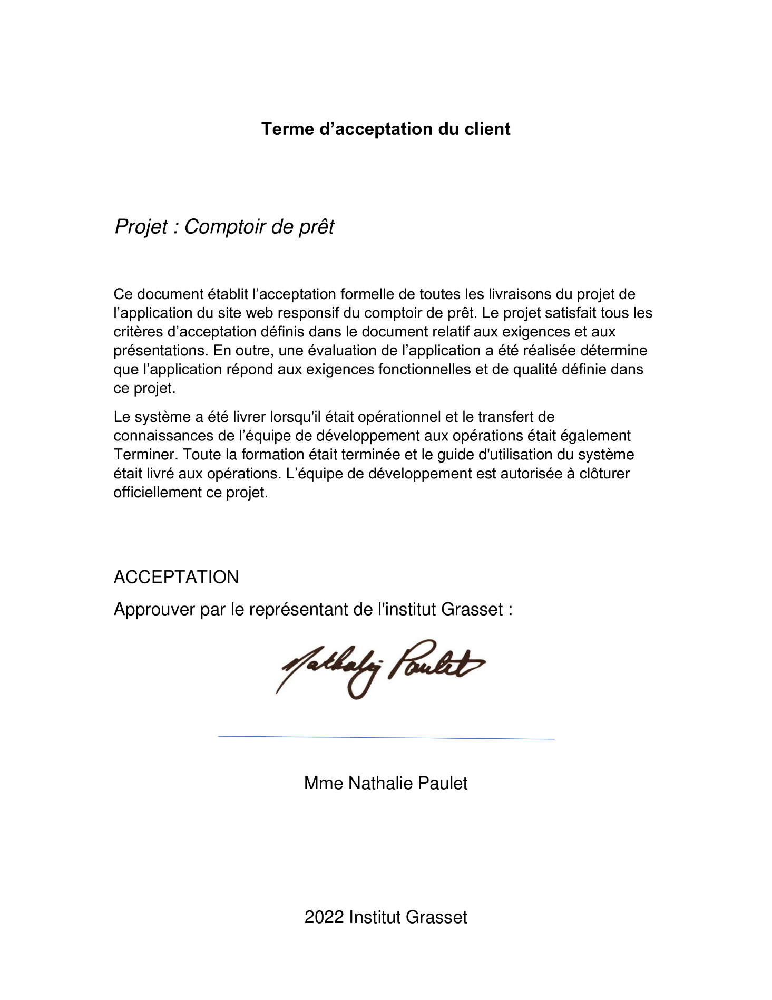 Terme d’acceptation du client
Projet : Comptoir de prêt
Ce document établit l’acceptation formelle de toutes les livraisons du projet de
l’application du site web responsif du comptoir de prêt. Le projet satisfait tous les
critères d’acceptation définis dans le document relatif aux exigences et aux
présentations. En outre, une évaluation de l’application a été réalisée détermine
que l’application répond aux exigences fonctionnelles et de qualité définie dans
ce projet.
Le système a été livrer lorsqu'il était opérationnel et le transfert de
connaissances de l’équipe de développement aux opérations était également
Terminer. Toute la formation était terminée et le guide d'utilisation du système
était livré aux opérations. L’équipe de développement est autorisée à clôturer
officiellement ce projet.
ACCEPTATION
Approuver par le représentant de l'institut Grasset :
Nathalie Paulet
Mme Nathalie Paulet
2022 Institut Grasset